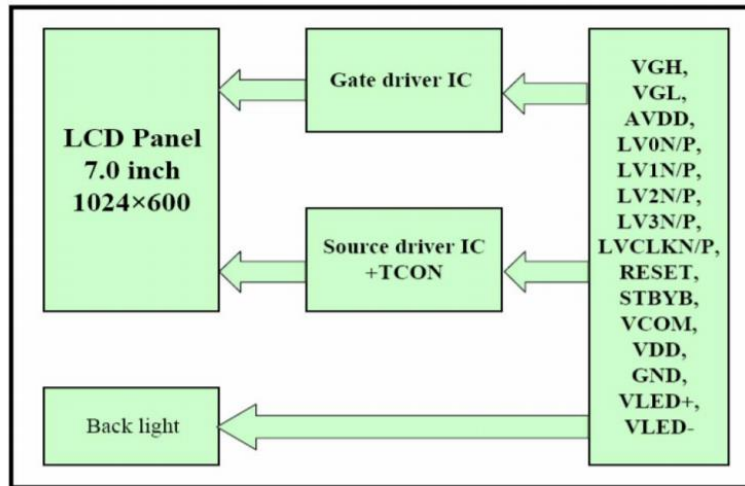 LCD Panel
7.0 inch
1024×600
Gate driver IC
Source driver IC
+TCON
Back light
VGH,
VGL,
AVDD,
LV0N/P,
LV1N/P,
LV2N/P,
LV3N/P,
LVCLKN/P,
RESET,
STBYB,
VCOM,
VDD,
GND,
VLED+,
VLED-